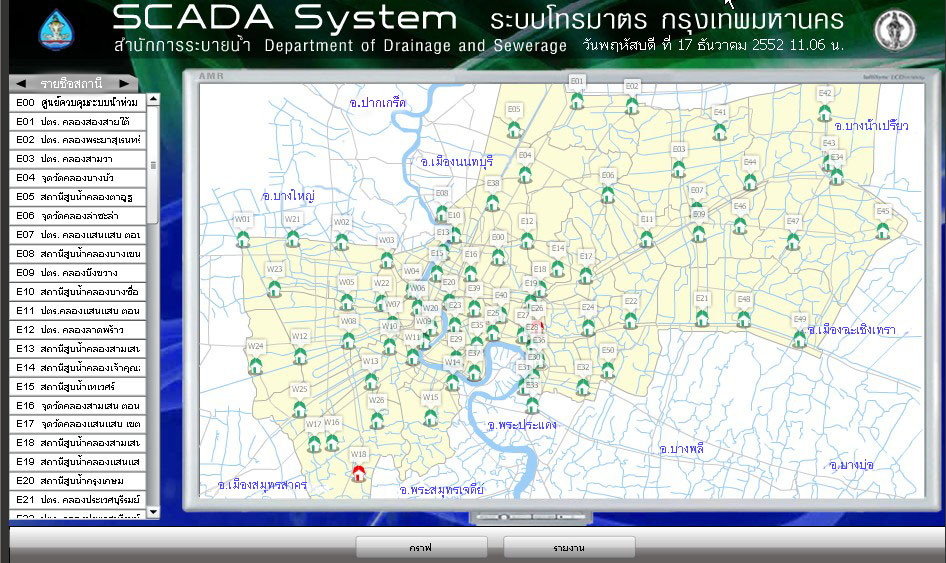 SCADA System ระบบโทรมาตร กรุงเทพมหานคร
สำนักการระบายน้ำ Department of Drainage and Sewerage วันพฤหัสบดี ที่ 17 ธันวาคม 2552 11.06 น.
รายชื่อสถานี
E00 ศูนย์ควบคุมระบบน้ำท่วม
E01 ปตร. คลองสองสายใต้
E02 ปตร. คลองพระยาสุเรนทร์
E03 ปตร. คลองสามวา
E04 จุดวัดคลองบางบัว
E05 สถานีสูบน้ำคลอง
E06 จุดวัดคลอง
E07 ปตร. คลองแสนแสบ ตอน
E08 สถานีสูบน้ำคลองบางเขน
E09 ปตร. คลองบึงขวาง
E10 สถานีสูบน้ำคลองบางซื่อ
E11 ปตร.คลองแสนแสบ ตอน
E12 ปตร. คลองลาดพร้าว
E13 สถานีสูบน้ำคลองสามเสน
E14 สถานีสูบน้ำคลองเจ้าคุณ
E15 สถานีสูบน้ำเทเวศร์
E16 จุดวัดคลองสามเสน ตอน
E17 จุดวัดคลองแสนแสบ เขต
E18 สถานีสูบน้ำคลองสามเสน
E19 สถานีสูบน้ำคลองแสนแส
E20 สถานีสูบน้ำกรุงเกษม
E21 ปตร. คลองประเวศบุรีรมย์
AMR
E01
E02
E42
อ.ปากเกร็ด
E05
E41
อ.บางน้ำเปรี้ยว
อ.เมืองนนทบุรี
E04
E03
E44
E43
E34
E38
E06
อ.บางใหญ่
E08
E07
W01
W21
W02
E10
E12
E11
E09
E46
E47
E45
E13
W03
E00
E15
E16
E14
E17
W23
W04
E18
W05
W22
W06
E20
E39
E19
E40
W07
W20
E23
E22
E21
E48
W08
W10
W09
E35
E25
E27
E26
E24
E28
E49
อ.เมืองฉะเชิงเทรา
W24
W12
W11
E29
E36
E37
E30
E50
W13
W14
E31
E32
E33
W25
W26
W15
W17
W16
อ.พระประแดง
W18
อ.บางพลี
อ.บางบ่อ
อ.เมืองสมุทรสาคร
อ.พระสมุทรเจดีย์
กราฟ
รายงาน